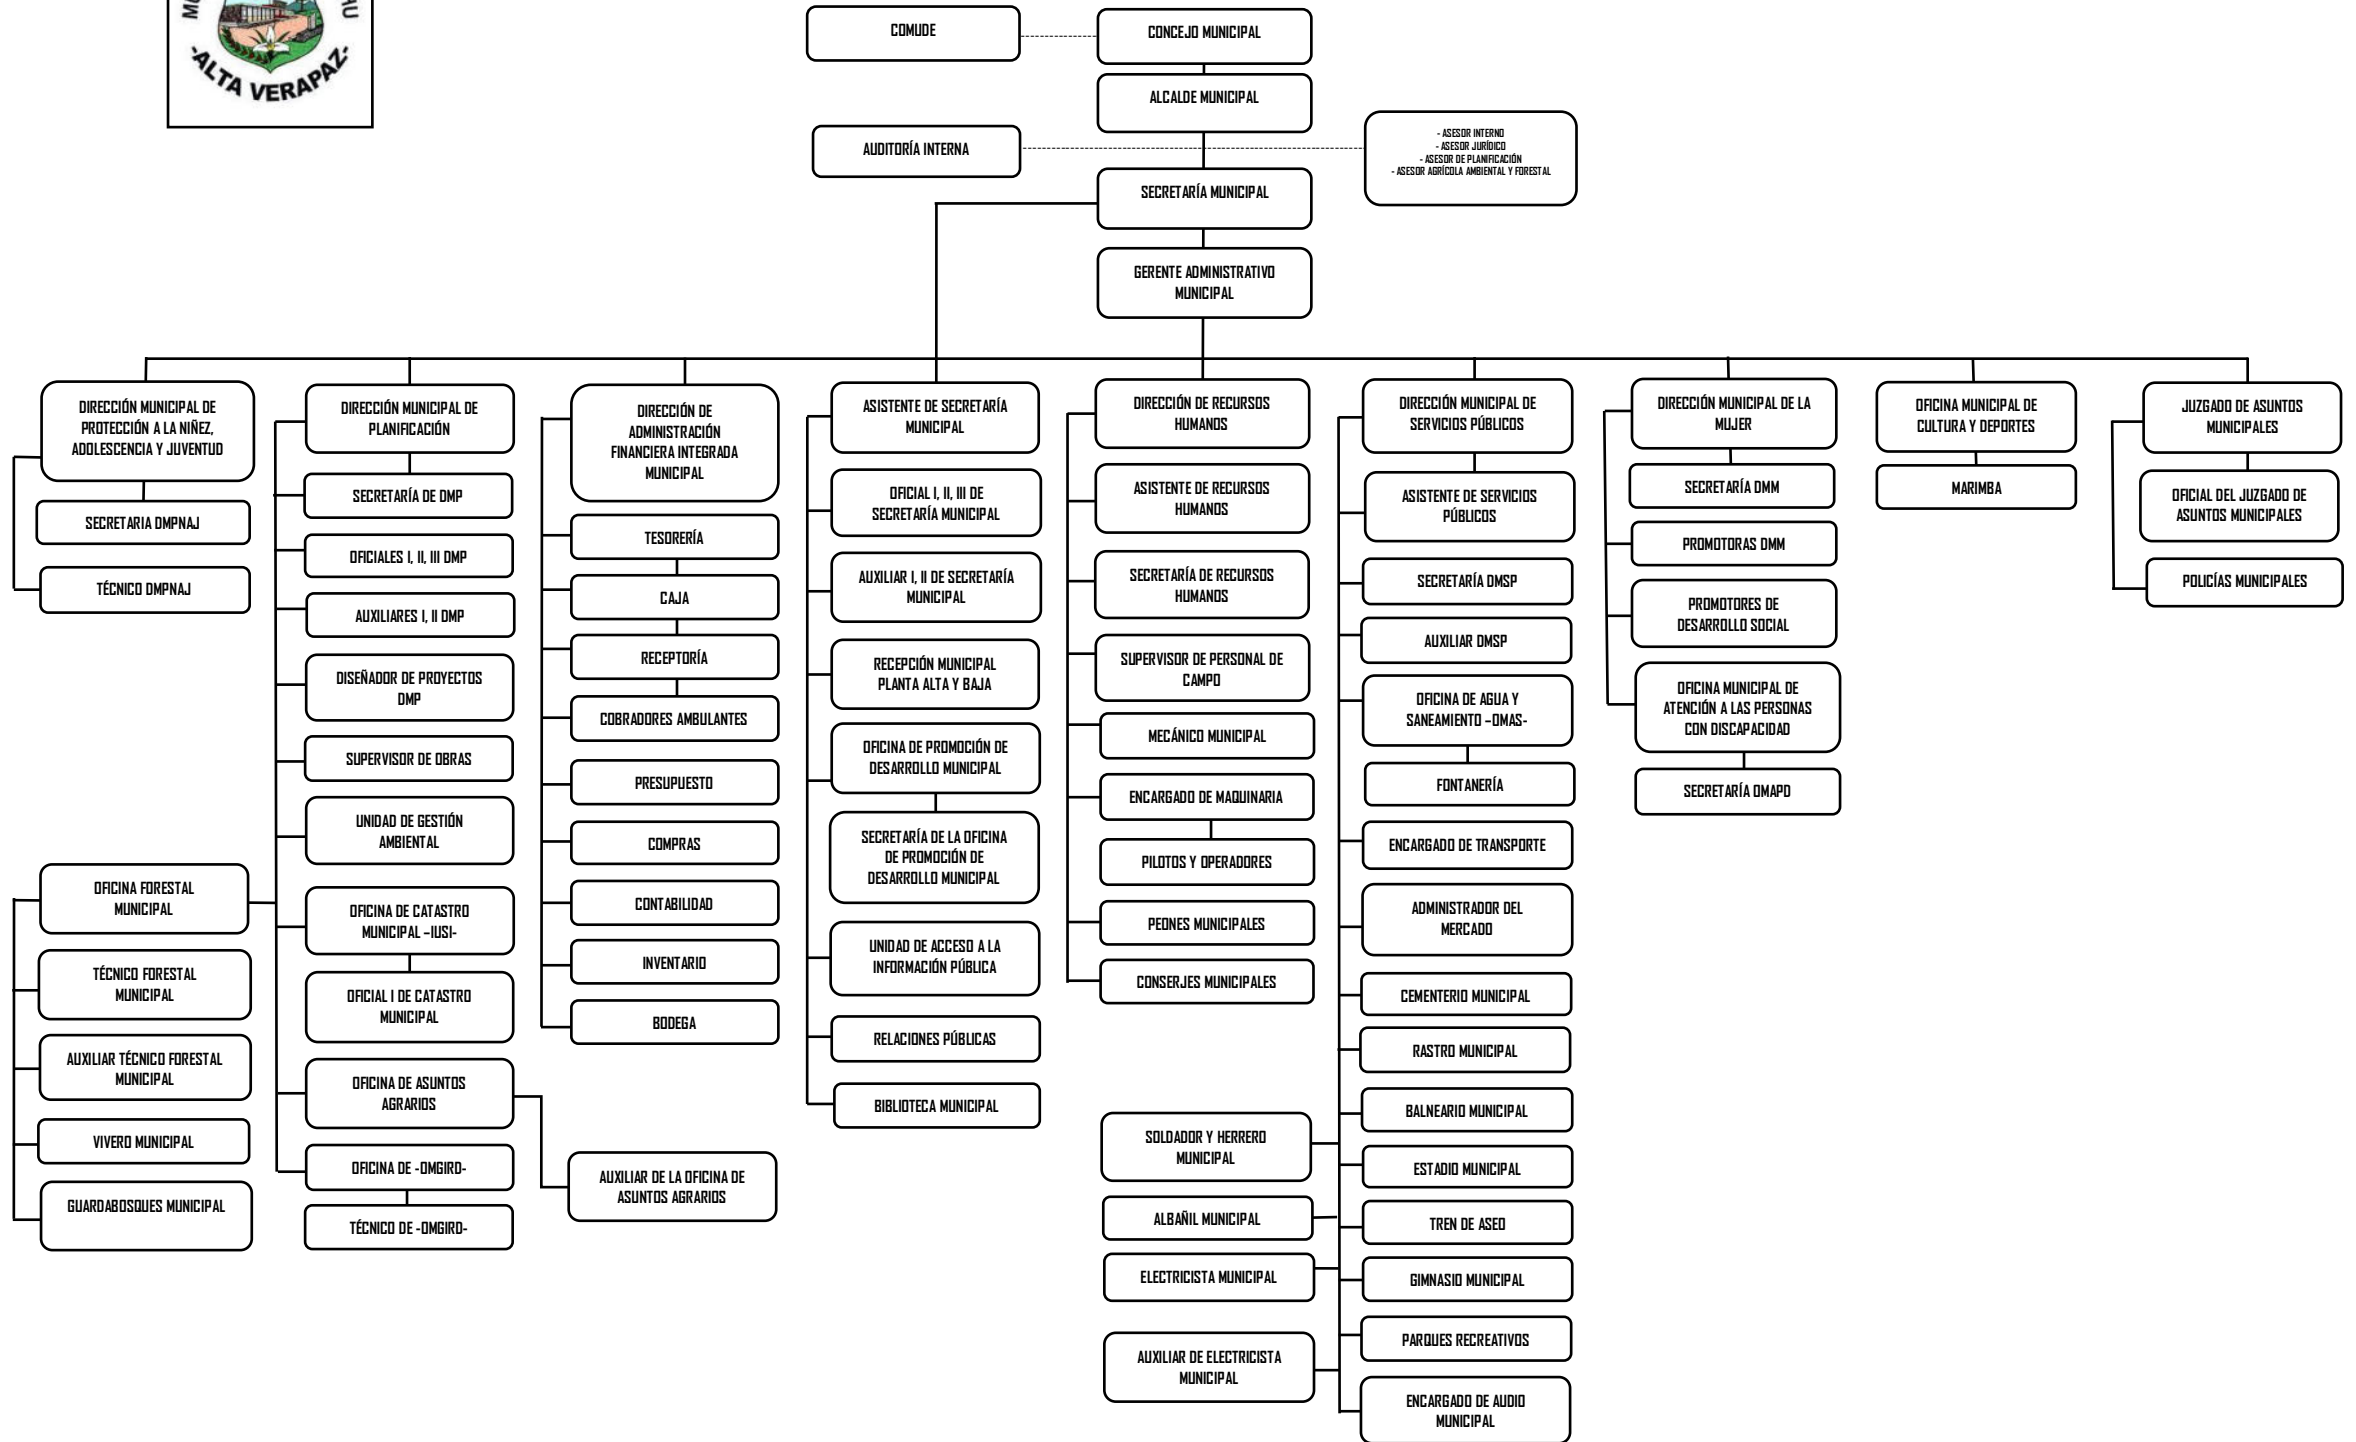 -ALTA VERAPAZ-
COMUDE
CONCEJO MUNICIPAL
ALCALDE MUNICIPAL
AUDITORÍA INTERNA
- ASESOR INTERNO
- ASESOR JURÍDICO
- ASESOR DE PLANIFICACIÓN
- ASESOR AGRÍCOLA AMBIENTAL Y FORESTAL
SECRETARÍA MUNICIPAL
GERENTE ADMINISTRATIVO
MUNICIPAL
DIRECCIÓN MUNICIPAL DE
PROTECCIÓN A LA NIÑEZ,
ADOLESCENCIA Y JUVENTUD
SECRETARIA DMPNAJ
TÉCNICO DMPNAJ
OFICINA FORESTAL
MUNICIPAL
TÉCNICO FORESTAL
MUNICIPAL
AUXILIAR TÉCNICO FORESTAL
MUNICIPAL
VIVERO MUNICIPAL
GUARDABOSQUES MUNICIPAL
DIRECCIÓN MUNICIPAL DE
PLANIFICACIÓN
SECRETARÍA DE DMP
OFICIALES I, II, III DMP
AUXILIARES I, II DMP
DISEÑADOR DE PROYECTOS
DMP
SUPERVISOR DE OBRAS
UNIDAD DE GESTIÓN
AMBIENTAL
OFICINA DE CATASTRO
MUNICIPAL –IUSI-
OFICIAL I DE CATASTRO
MUNICIPAL
OFICINA DE ASUNTOS
AGRARIOS
OFICINA DE -OMGIRD-
TÉCNICO DE -OMGIRD-
DIRECCIÓN DE
ADMINISTRACIÓN
FINANCIERA INTEGRADA
MUNICIPAL
TESORERÍA
CAJA
RECEPTORÍA
COBRADORES AMBULANTES
PRESUPUESTO
COMPRAS
CONTABILIDAD
INVENTARIO
BODEGA
AUXILIAR DE LA OFICINA DE
ASUNTOS AGRARIOS
ASISTENTE DE SECRETARÍA
MUNICIPAL
OFICIAL I, II, III DE
SECRETARÍA MUNICIPAL
AUXILIAR I, II DE SECRETARÍA
MUNICIPAL
RECEPCIÓN MUNICIPAL
PLANTA ALTA Y BAJA
OFICINA DE PROMOCIÓN DE
DESARROLLO MUNICIPAL
SECRETARÍA DE LA OFICINA
DE PROMOCIÓN DE
DESARROLLO MUNICIPAL
UNIDAD DE ACCESO A LA
INFORMACIÓN PÚBLICA
RELACIONES PÚBLICAS
BIBLIOTECA MUNICIPAL
DIRECCIÓN DE RECURSOS
HUMANOS
ASISTENTE DE RECURSOS
HUMANOS
SECRETARÍA DE RECURSOS
HUMANOS
SUPERVISOR DE PERSONAL DE
CAMPO
MECÁNICO MUNICIPAL
ENCARGADO DE MAQUINARIA
PILOTOS Y OPERADORES
PEONES MUNICIPALES
CONSERJES MUNICIPALES
SOLDADOR Y HERRERO
MUNICIPAL
ALBAÑIL MUNICIPAL
ELECTRICISTA MUNICIPAL
AUXILIAR DE ELECTRICISTA
MUNICIPAL
DIRECCIÓN MUNICIPAL DE
SERVICIOS PÚBLICOS
ASISTENTE DE SERVICIOS
PÚBLICOS
SECRETARÍA DMSP
AUXILIAR DMSP
OFICINA DE AGUA Y
SANEAMIENTO –OMAS-
FONTANERÍA
ENCARGADO DE TRANSPORTE
ADMINISTRADOR DEL
MERCADO
CEMENTERIO MUNICIPAL
RASTRO MUNICIPAL
BALNEARIO MUNICIPAL
ESTADIO MUNICIPAL
TREN DE ASEO
GIMNASIO MUNICIPAL
PARQUES RECREATIVOS
ENCARGADO DE AUDIO
MUNICIPAL
DIRECCIÓN MUNICIPAL DE LA
MUJER
SECRETARÍA DMM
PROMOTORAS DMM
PROMOTORES DE
DESARROLLO SOCIAL
OFICINA MUNICIPAL DE
ATENCIÓN A LAS PERSONAS
CON DISCAPACIDAD
SECRETARÍA OMAPD
OFICINA MUNICIPAL DE
CULTURA Y DEPORTES
MARIMBA
JUZGADO DE ASUNTOS
MUNICIPALES
OFICIAL DEL JUZGADO DE
ASUNTOS MUNICIPALES
POLICÍAS MUNICIPALES